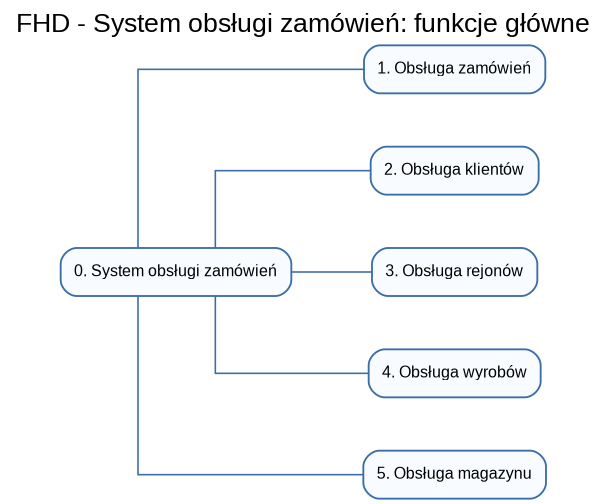 FHD - System obsługi zamówień: funkcje główne
1. Obsługa zamówień
2. Obsługa klientów
0. System obsługi zamówień
3. Obsługa rejonów
4. Obsługa wyrobów
5. Obsługa magazynu